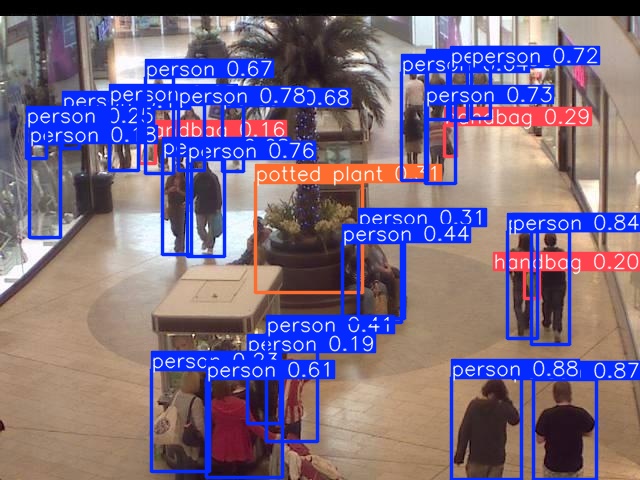 person 0.72
person 0.67
person 0.78
0.68
person 0.73
handbag 0.29
person 0.25
person 0.18
handbag 0.16
person 0.76
potted plant 0.31
person 0.31
person 0.44
person 0.84
handbag 0.20
person 0.41
person 0.19
person 0.23
person 0.61
person 0.88
0.87